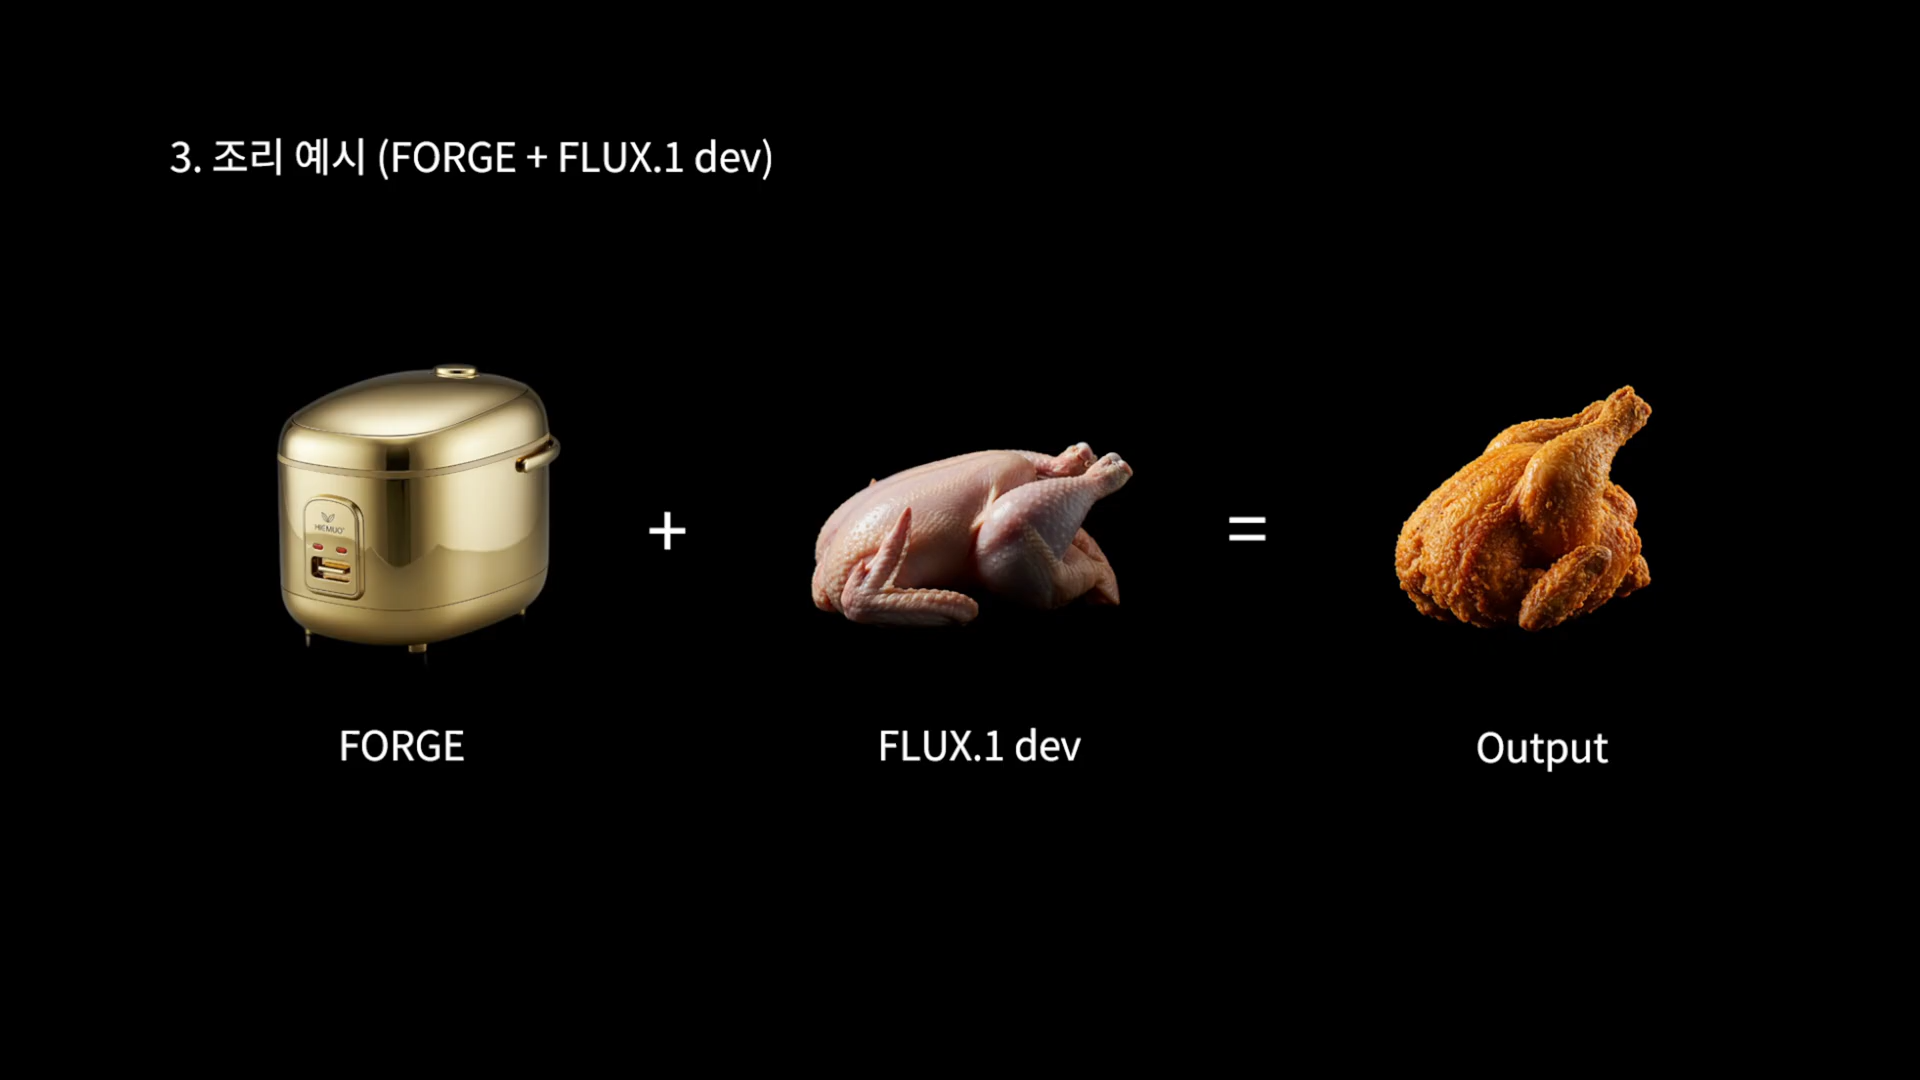 3. 조리 예시 (FORGE + FLUX.1 dev)
+
=
FORGE
FLUX.1 dev
Output